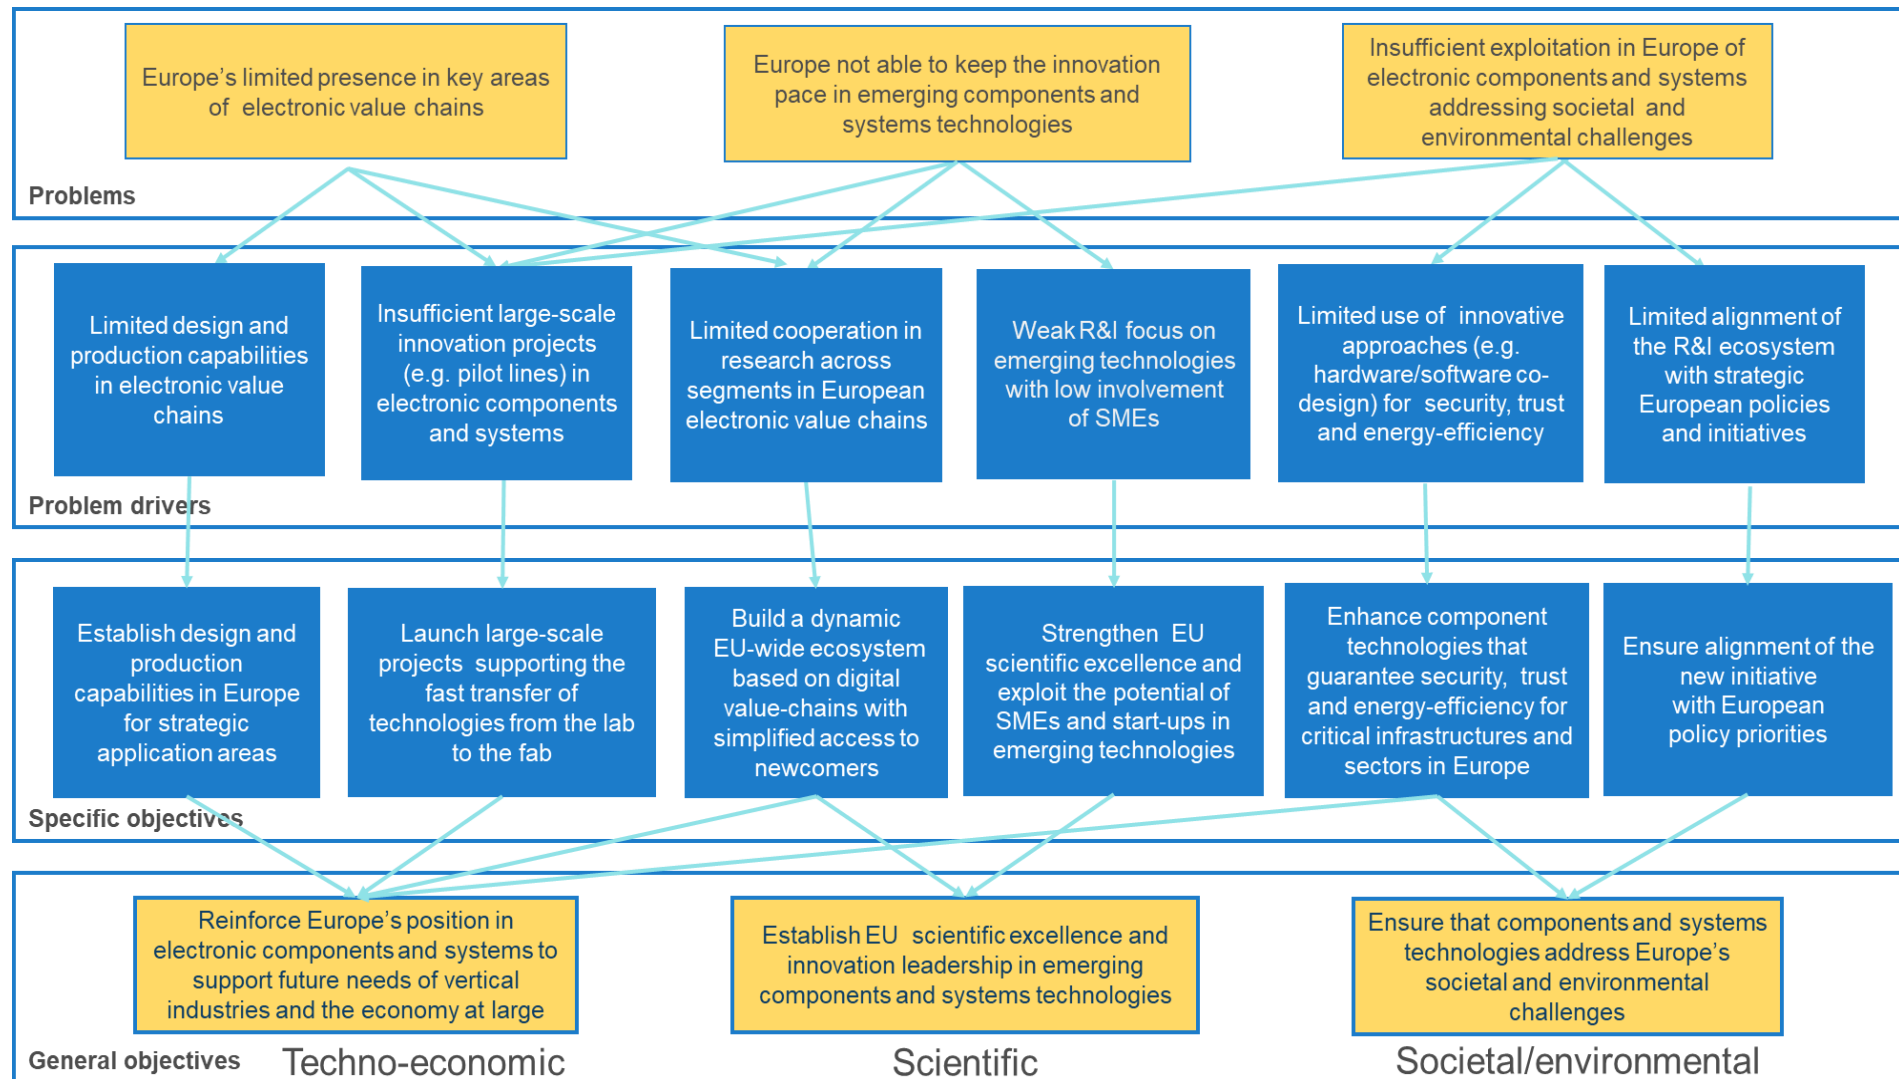 Europe's limited presence in key areas
of electronic value chains
Europe not able to keep the innovation
pace in emerging components and
systems technologies
Insufficient exploitation in Europe of
electronic components and systems
addressing societal and
environmental challenges
Problems
Limited design and
production capabilities
in electronic value
chains
Insufficient large-scale
innovation projects
(e.g. pilot lines) in
electronic components
and systems
Limited cooperation in
research across
segments in European
electronic value chains
Weak R&I focus on
emerging technologies
with low involvement
of SMEs
Limited use of innovative
approaches (e.g.
hardware/software co-
design) for security, trust
and energy-efficiency
Limited alignment of
the R&I ecosystem
with strategic
European policies
and initiatives
Problem drivers
Establish design and
production
capabilities in Europe
for strategic
application areas
Launch large-scale
projects supporting the
fast transfer of
technologies from the lab
to the fab
Build a dynamic
EU-wide ecosystem
based on digital
value-chains with
simplified access to
newcomers
Strengthen EU
scientific excellence and
exploit the potential of
SMEs and start-ups in
emerging technologies
Enhance component
technologies that
guarantee security, trust
and energy-efficiency for
critical infrastructures and
sectors in Europe
Ensure alignment of the
new initiative
with European
policy priorities
Specific objectives
Reinforce Europe's position in
electronic components and systems to
support future needs of vertical
industries and the economy at large
Establish EU scientific excellence and
innovation leadership in emerging
components and systems technologies
Ensure that components and systems
technologies address Europe's
societal and environmental
challenges
General objectives
Techno-economic
Scientific
Societal/environmental